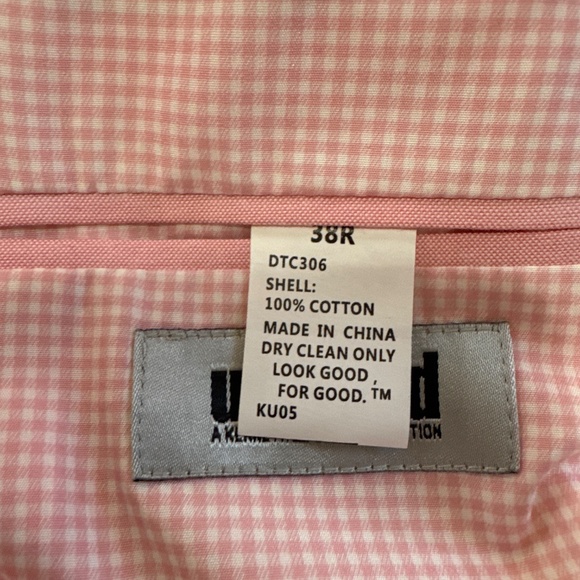 38R
DTC306
SHELL:
100% COTTON
MADE IN CHINA
DRY CLEAN ONLY
LOOK GOOD,
FOR GOOD.™
KU05